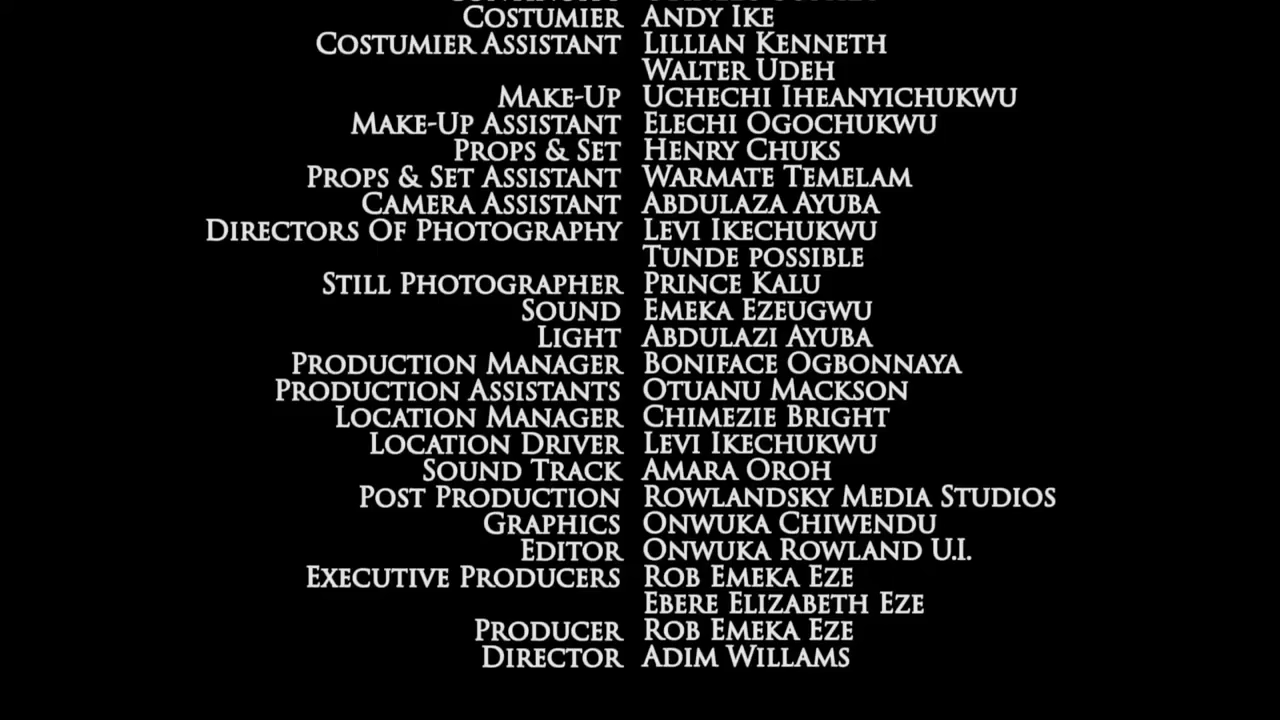 COSTUMIER ANDY IKE
COSTUMIER ASSISTANT LILLIAN KENNETH
WALTER UDEH
MAKE-UP UCHECHI IHEANYICHUKWU
MAKE-UP ASSISTANT ELECHI OGOCHUKWU
PROPS & SET HENRY CHUKS
PROPS & SET ASSISTANT WARMATE TEMELAM
CAMERA ASSISTANT ABDULAZA AYUBA
DIRECTORS OF PHOTOGRAPHY LEVI IKECHUKWU
TUNDE POSSIBLE
STILL PHOTOGRAPHER PRINCE KALU
SOUND EMEKA EZEUGWU
LIGHT ABDULAZI AYUBA
PRODUCTION MANAGER BONIFACE OGBONNAYA
PRODUCTION ASSISTANTS OTUANU MACKSON
LOCATION MANAGER CHIMEZIE BRIGHT
LOCATION DRIVER LEVI IKECHUKWU
SOUND TRACK AMARA OROH
POST PRODUCTION ROWLANDSKY MEDIA STUDIOS
GRAPHICS ONWUKA CHIWENDU
EDITOR ONWUKA ROWLAND U.I.
EXECUTIVE PRODUCERS ROB EMEKA EZE
EBERE ELIZABETH EZE
PRODUCER ROB EMEKA EZE
DIRECTOR ADIM WILLAMS